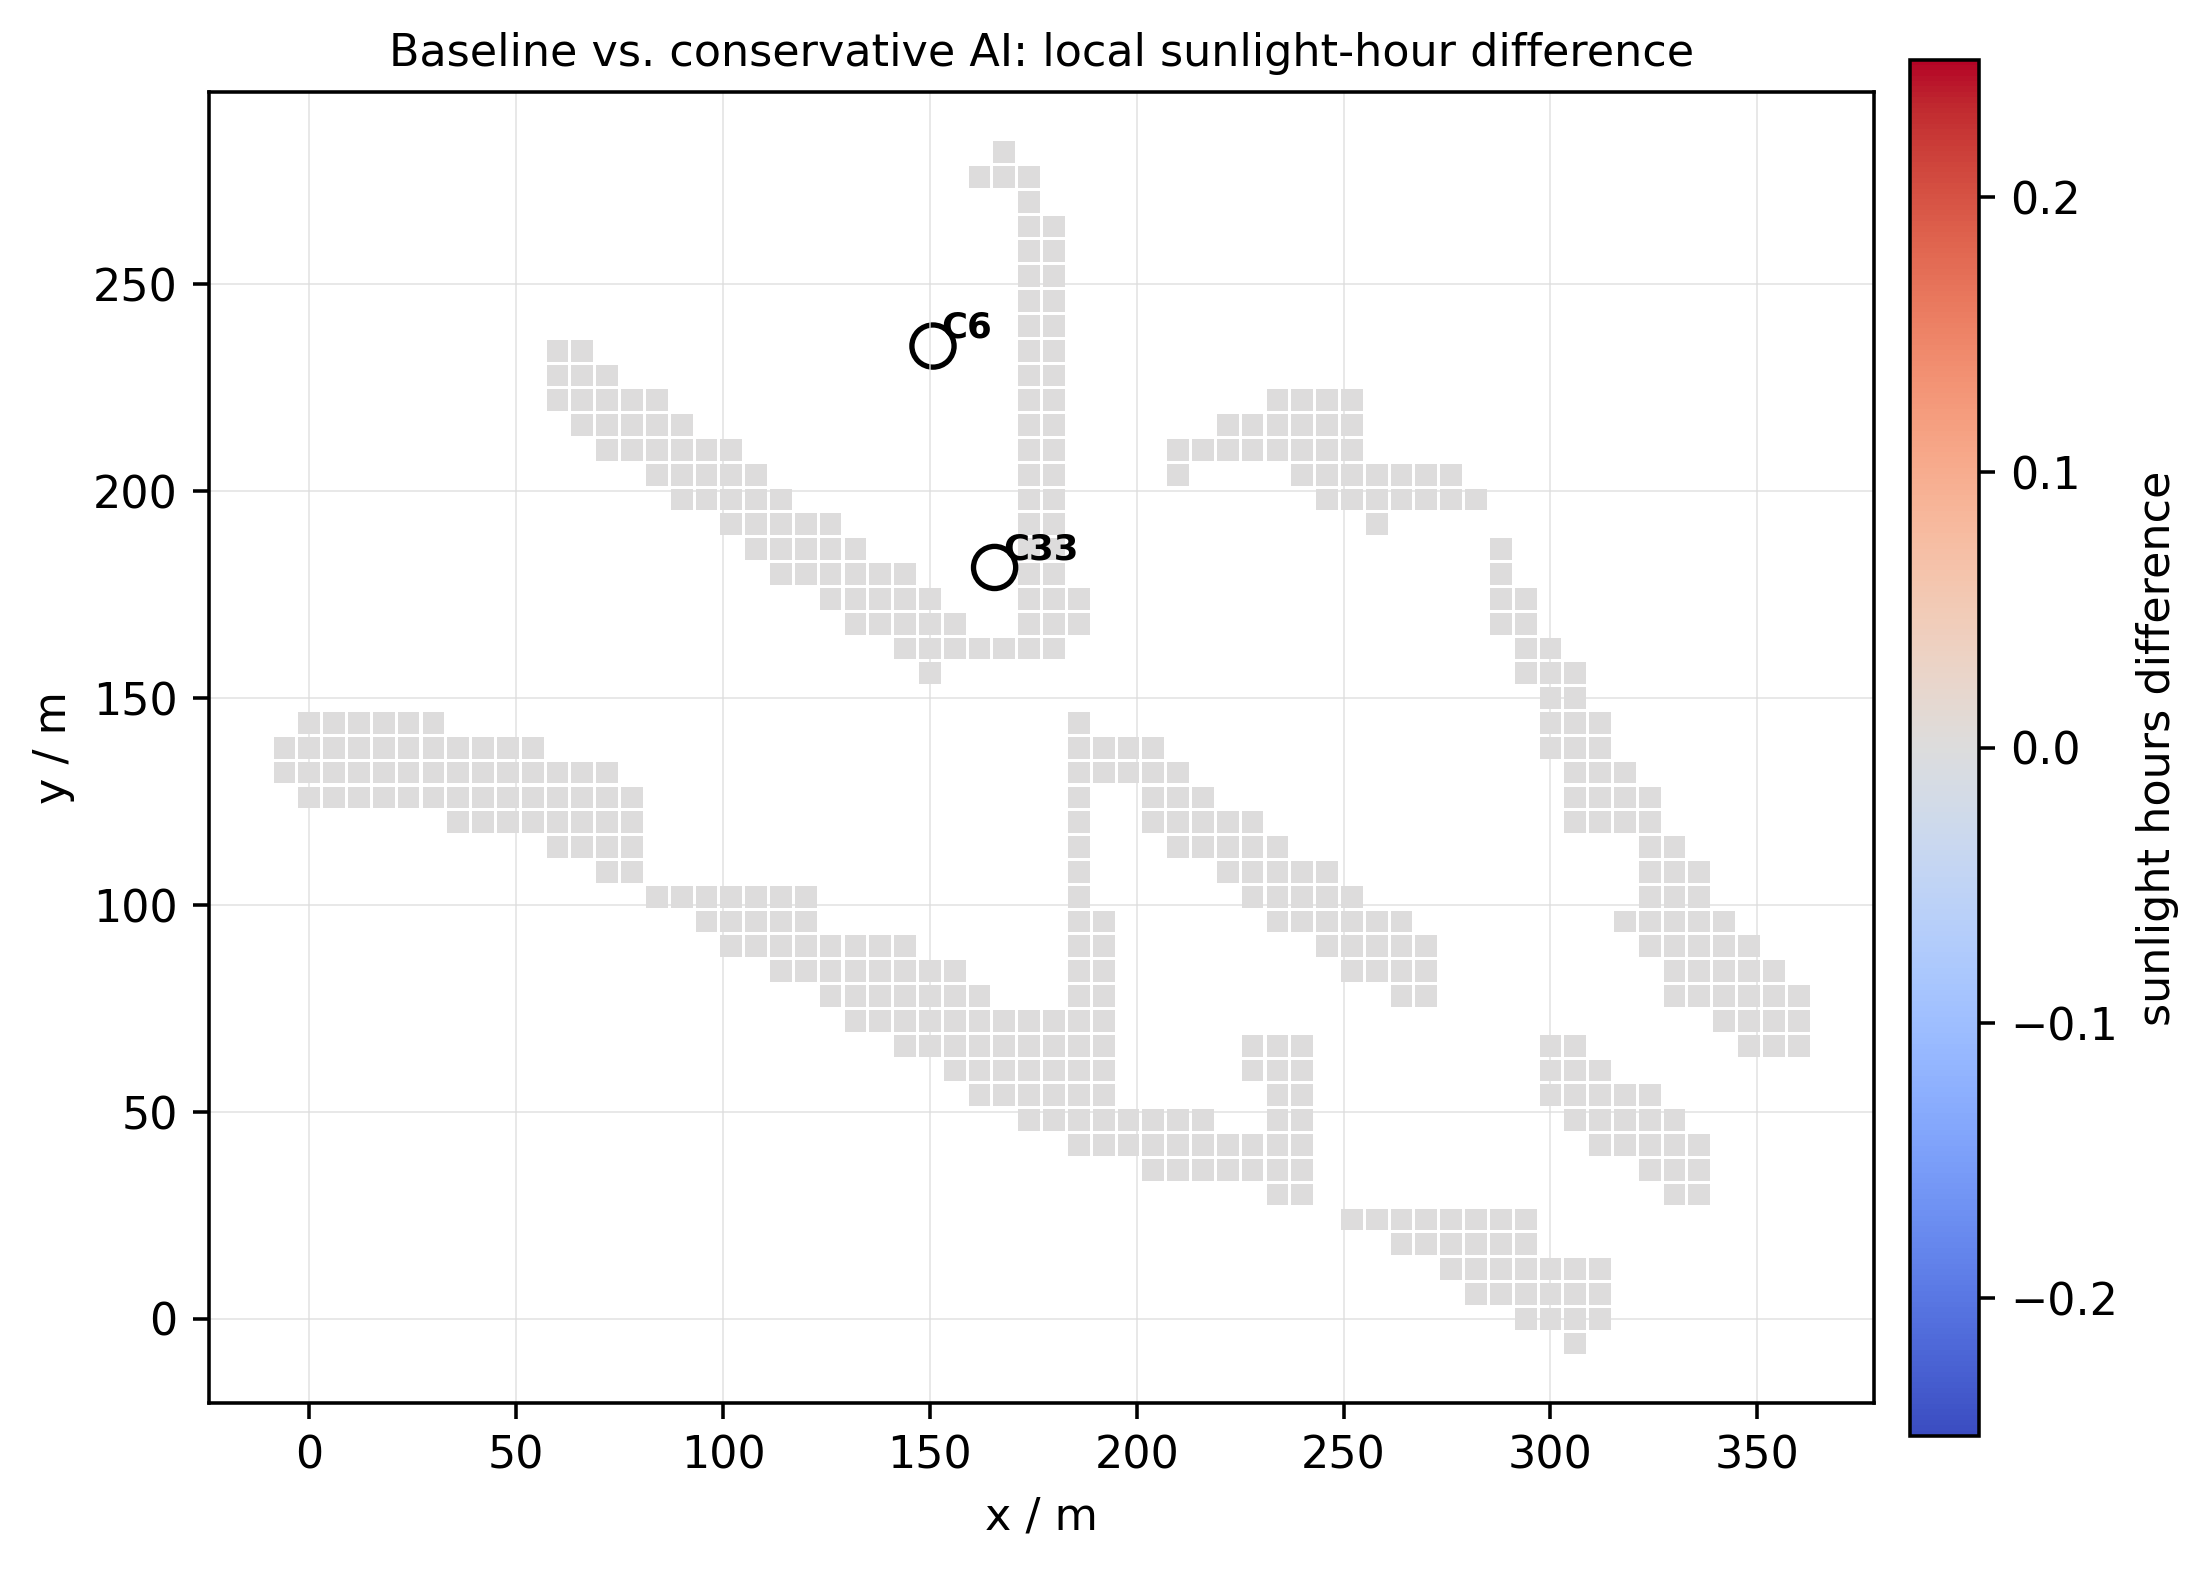 Baseline vs. conservative AI: local sunlight-hour difference
250
200
150
100
50
0
y / m
C6
C33
0 50 100 150 200 250 300 350
x / m
0.2
0.1
0.0
−0.1
−0.2
sunlight hours difference